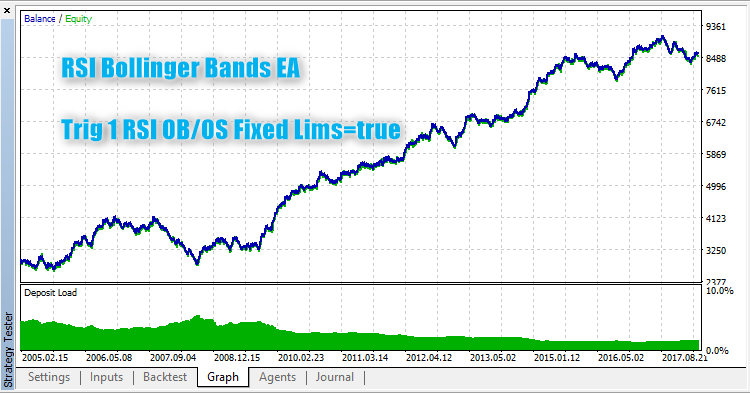 Balance / Equity
9361
RSI Bollinger Bands EA
8488
7615
Trig 1 RSI OB/OS Fixed Lims=true
6742
5869
4996
4123
3250
2377
Deposit Load
10.0%
0.0%
2005.02.15 2006.05.08 2007.09.04 2008.12.15 2010.02.23 2011.03.14 2012.04.12 2013.05.02 2015.01.12 2016.05.02 2017.08.21
Strategy Tester
Settings Inputs Backtest Graph Agents Journal